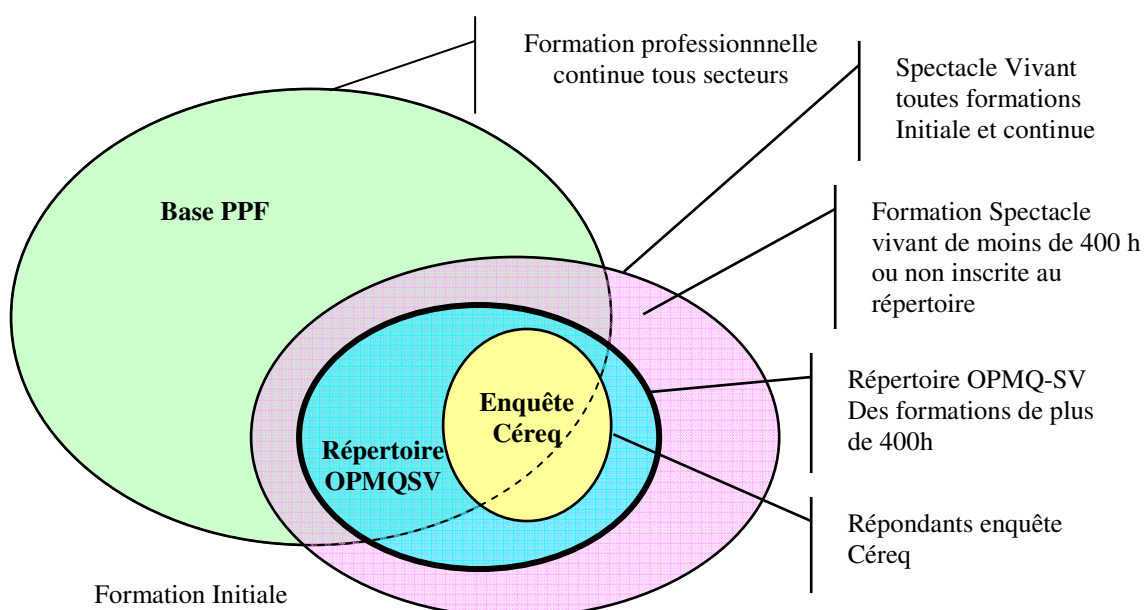 Formation professionnnelle
continue tous secteurs
Spectacle Vivant
toutes formations
Initiale et continue
Base PPF
Formation Spectacle
vivant de moins de 400 h
ou non inscrite au
répertoire
Répertoire OPMQ-SV
Des formations de plus
de 400h
Enquête
Céreq
Répertoire
OPMQSV
Répondants enquête
Céreq
Formation Initiale